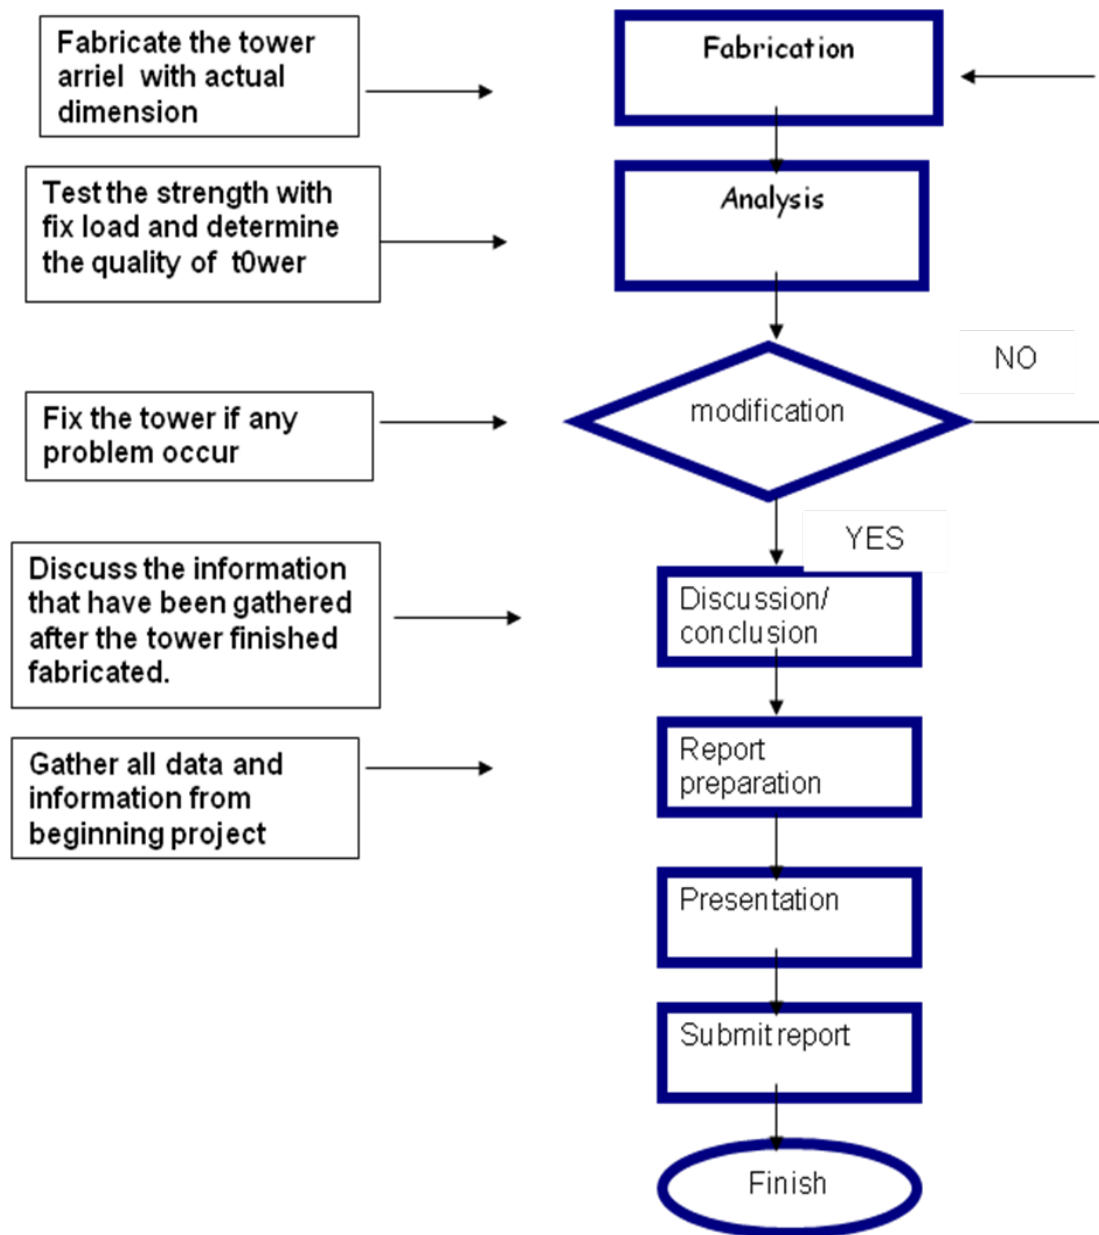 Fabricate the tower
arriel with actual
dimension
Fabrication
Test the strength with
fix load and determine
the quality of t0wer
Analysis
NO
Fix the tower if any
problem occur
modification
YES
Discuss the information
that have been gathered
after the tower finished
fabricated.
Discussion/
conclusion
Gather all data and
information from
beginning project
Report
preparation
Presentation
Submit report
Finish